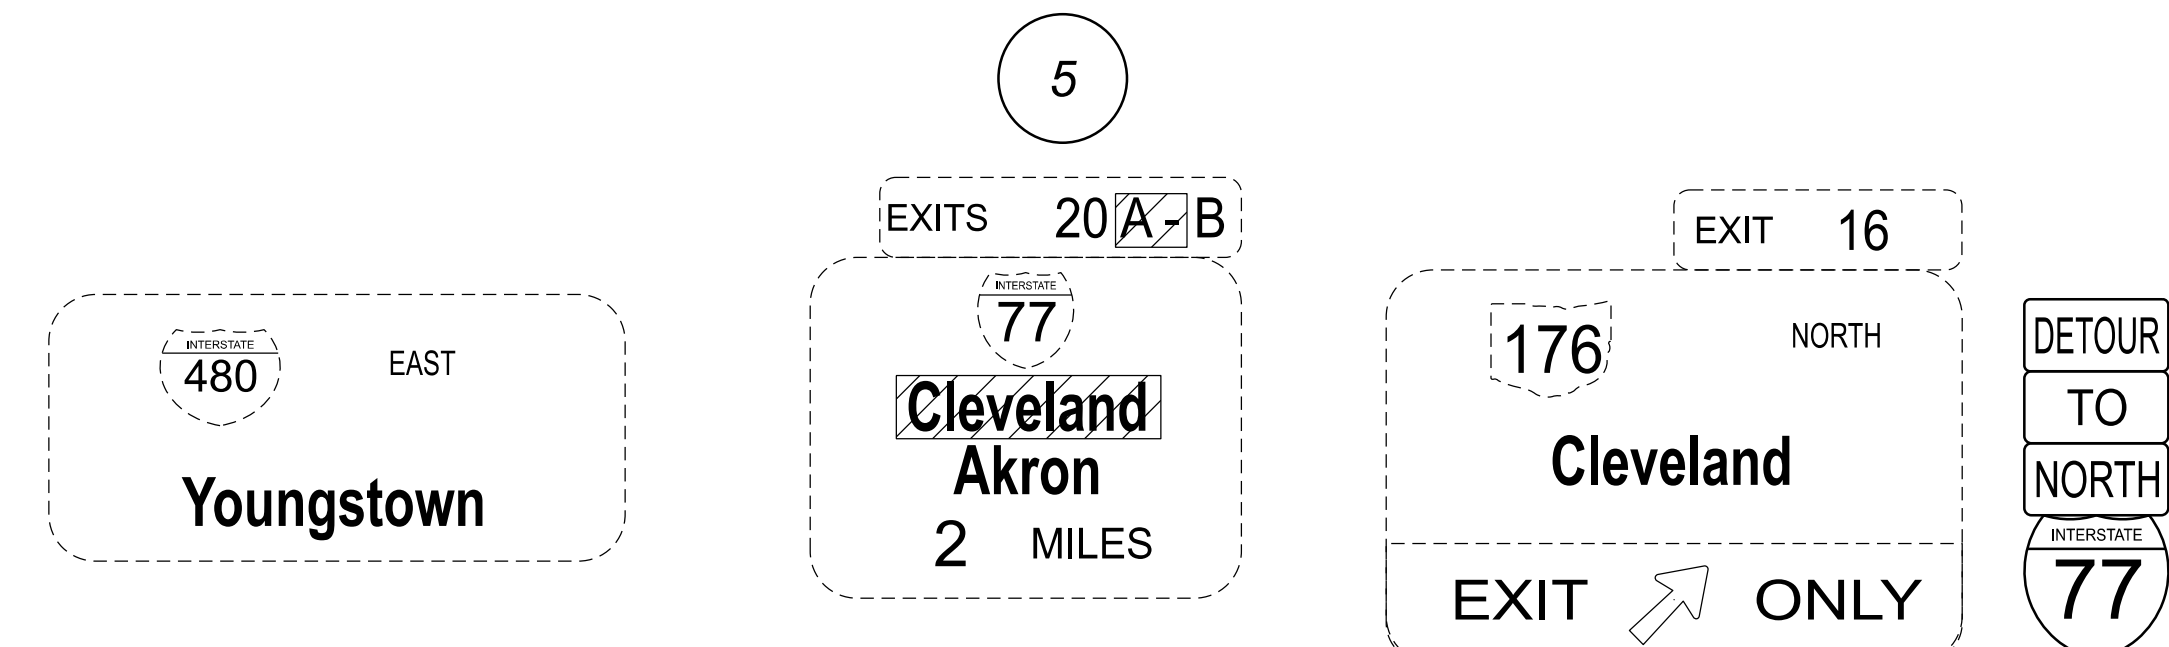 5
EXITS 20 A - B
INTERSTATE
77
Cleveland
Akron
2 MILES
INTERSTATE
480
EAST
Youngstown
EXIT 16
176
NORTH
Cleveland
EXIT ONLY
DETOUR
TO
NORTH
INTERSTATE
77